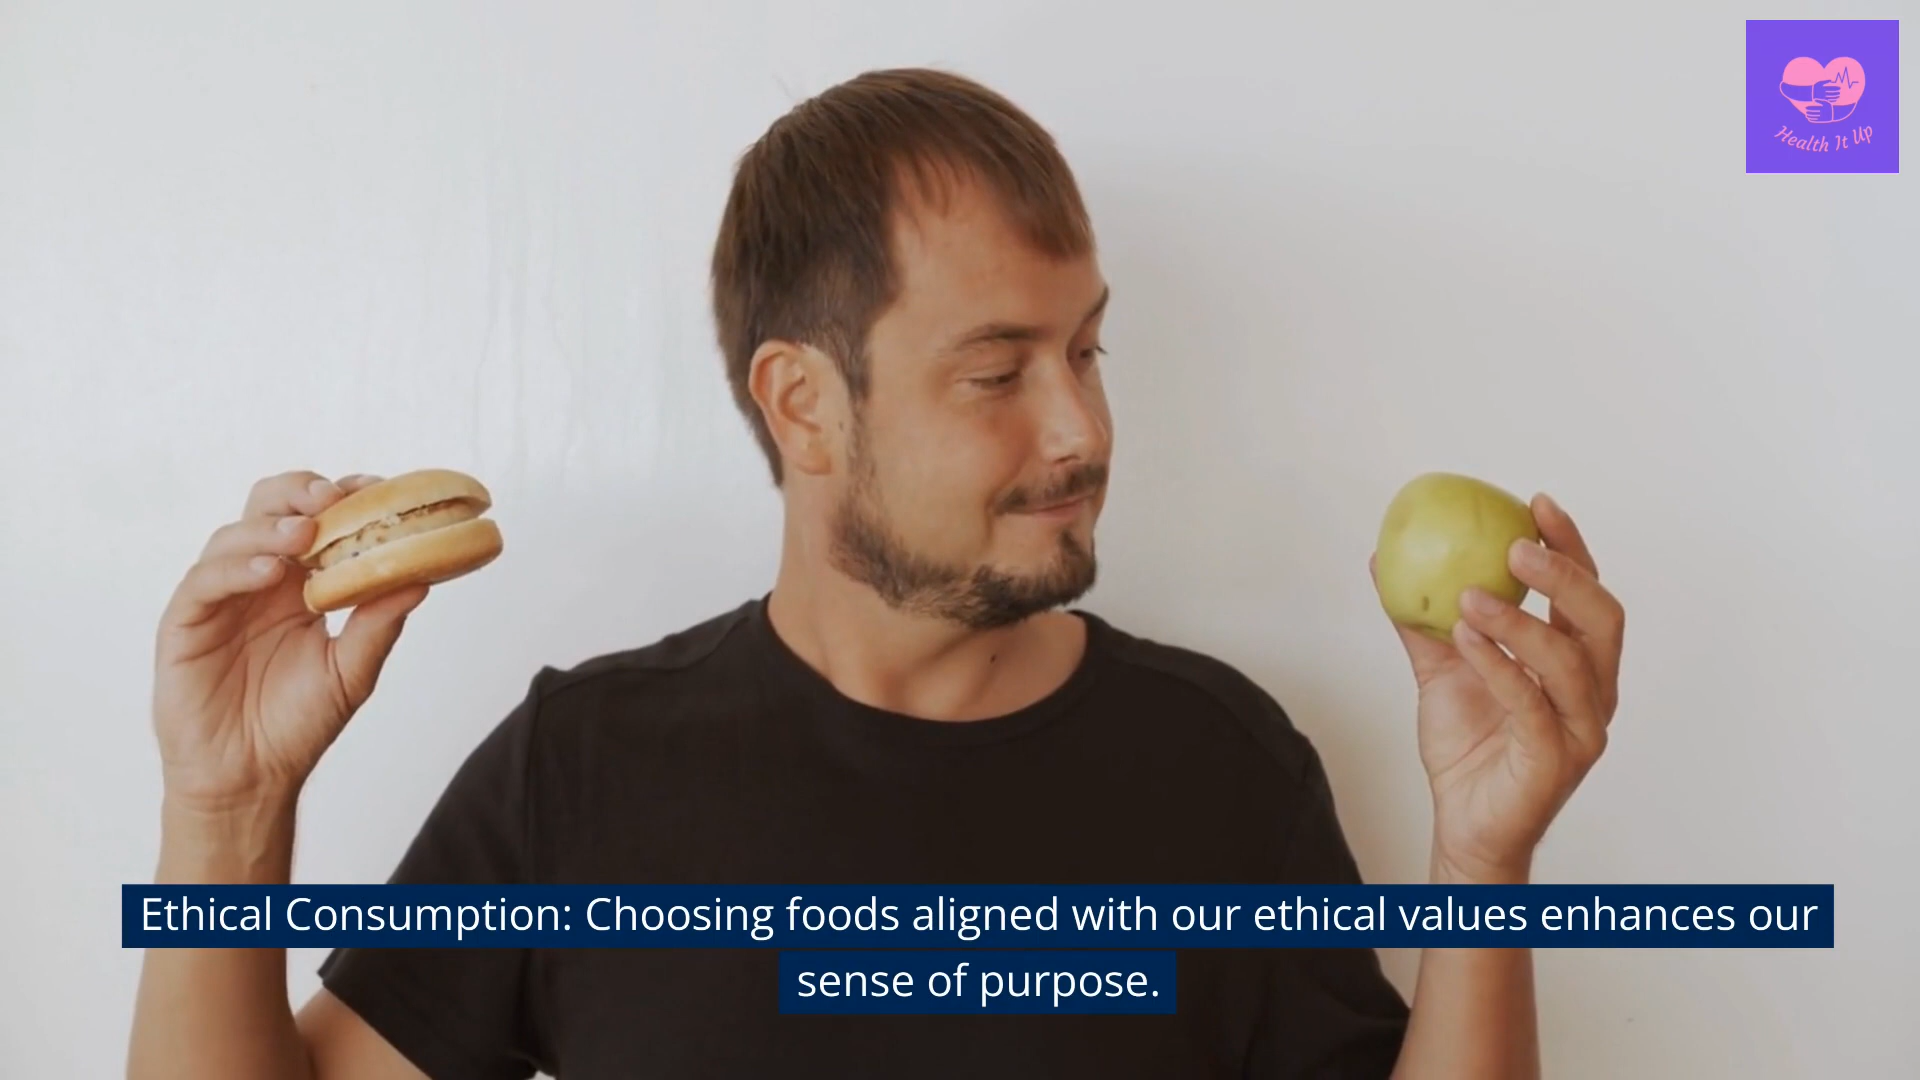 Health It Up
Ethical Consumption: Choosing foods aligned with our ethical values enhances our
sense of purpose.